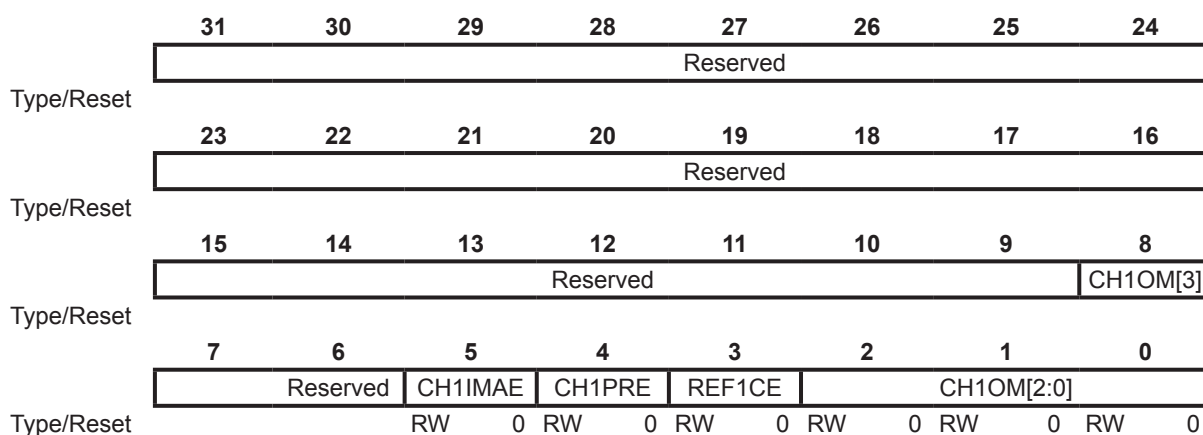 31 30 29 28 27 26 25 24
Reserved
Type/Reset
23 22 21 20 19 18 17 16
Reserved
Type/Reset
15 14 13 12 11 10 9 8
Reserved CH1OM[3]
Type/Reset
7 6 5 4 3 2 1 0
Reserved CH1IMAE CH1PRE REF1CE CH1OM[2:0]
Type/Reset RW 0 RW 0 RW 0 RW 0 RW 0 RW 0